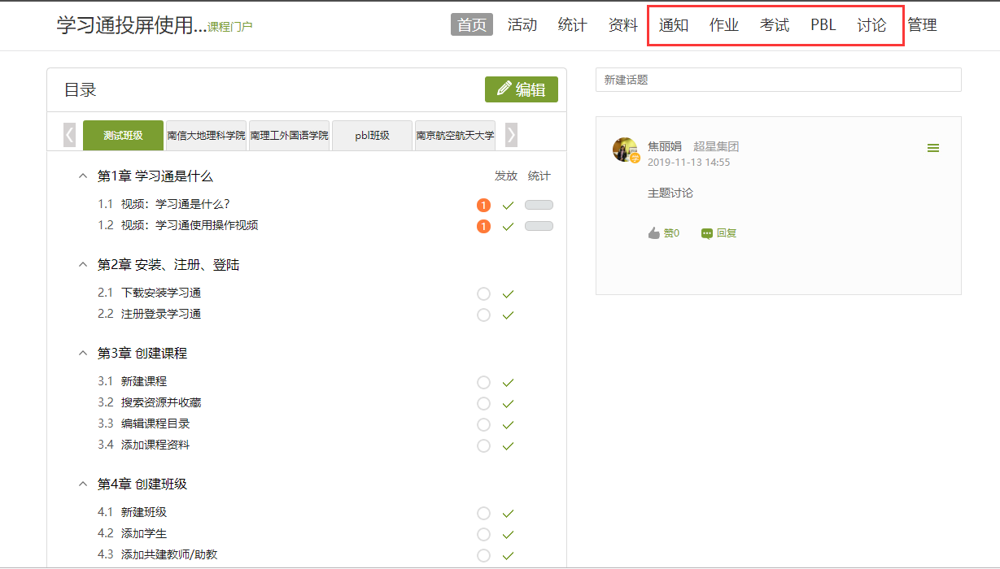 学习通投屏使用...课程门户
首页 活动 统计 资料 通知 作业 考试 PBL 讨论 管理
目录
编辑
测试班级 南信大地理科学院 南理工外国语学院 pbl班级 南京航空航天大学
第1章 学习通是什么 发放 统计
1.1 视频：学习通是什么? 1
1.2 视频：学习通使用操作视频 1
第2章 安装、注册、登陆
2.1 下载安装学习通
2.2 注册登录学习通
第3章 创建课程
3.1 新建课程
3.2 搜索资源并收藏
3.3 编辑课程目录
3.4 添加课程资料
第4章 创建班级
4.1 新建班级
4.2 添加学生
4.3 添加共建教师/助教
新建话题
焦丽娟 超星集团
2019-11-13 14:55
主题讨论
赞0 回复